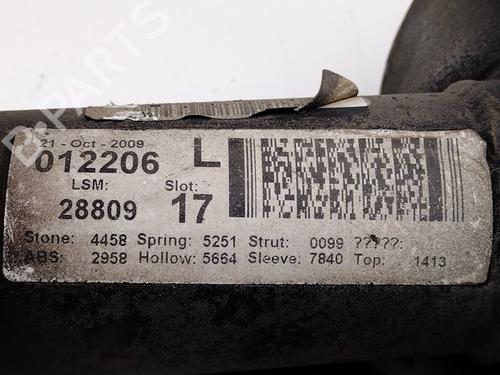 21 - Oct - 2009
012206 L
LSM: Slot:
28809 17
Stone: 4458 Spring: 5251 Strut: 0099 ?????:
ABS: 2958 Hollow: 5664 Sleeve: 7840 Top: 1413